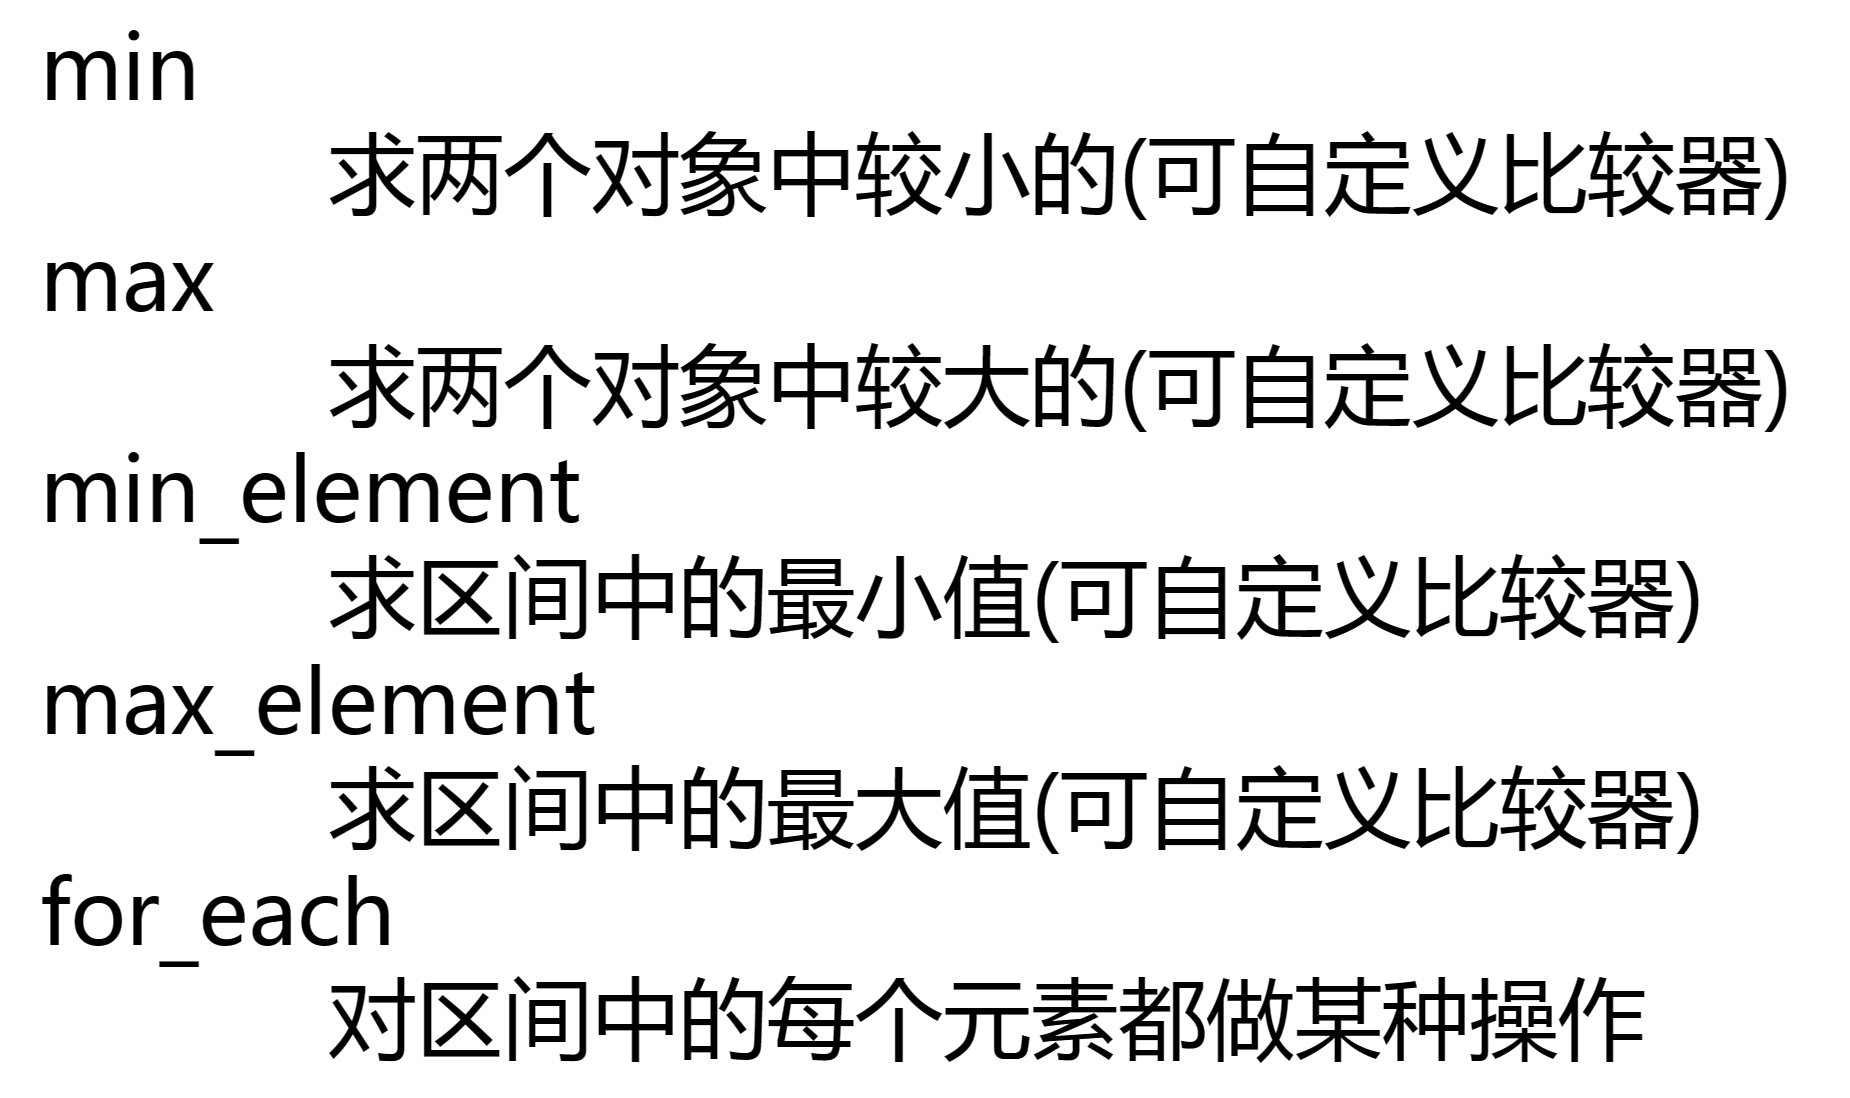 min
求两个对象中较小的(可自定义比较器)
max
求两个对象中较大的(可自定义比较器)
min_element
求区间中的最小值(可自定义比较器)
max_element
求区间中的最大值(可自定义比较器)
for_each
对区间中的每个元素都做某种操作